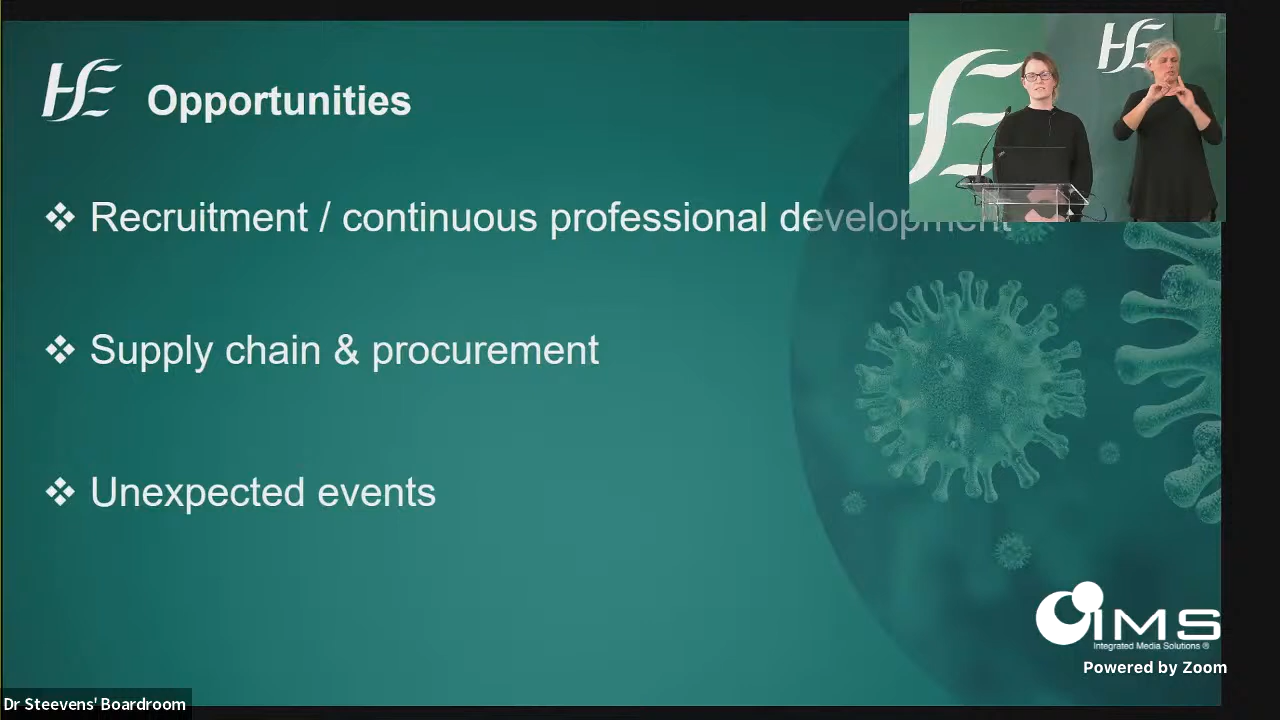 HSE Opportunities
HSE
❖ Recruitment / continuous professional development
❖ Supply chain & procurement
❖ Unexpected events
IMS
Integrated Media Solutions ®
Powered by Zoom
Dr Steevens' Boardroom